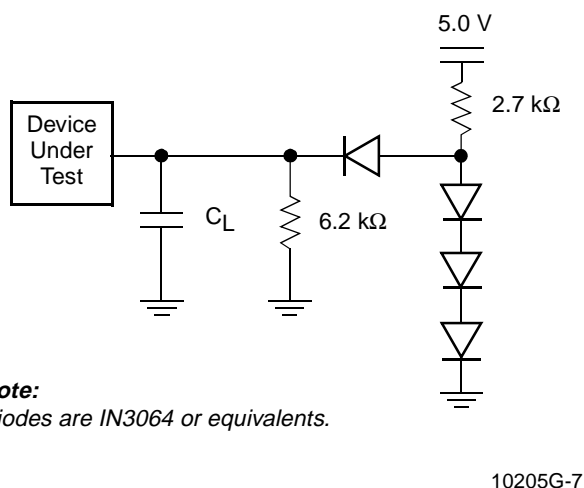 5.0 V
2.7 kΩ
Device
Under
Test
CL
6.2 kΩ
ote:
iodes are IN3064 or equivalents.
10205G-7